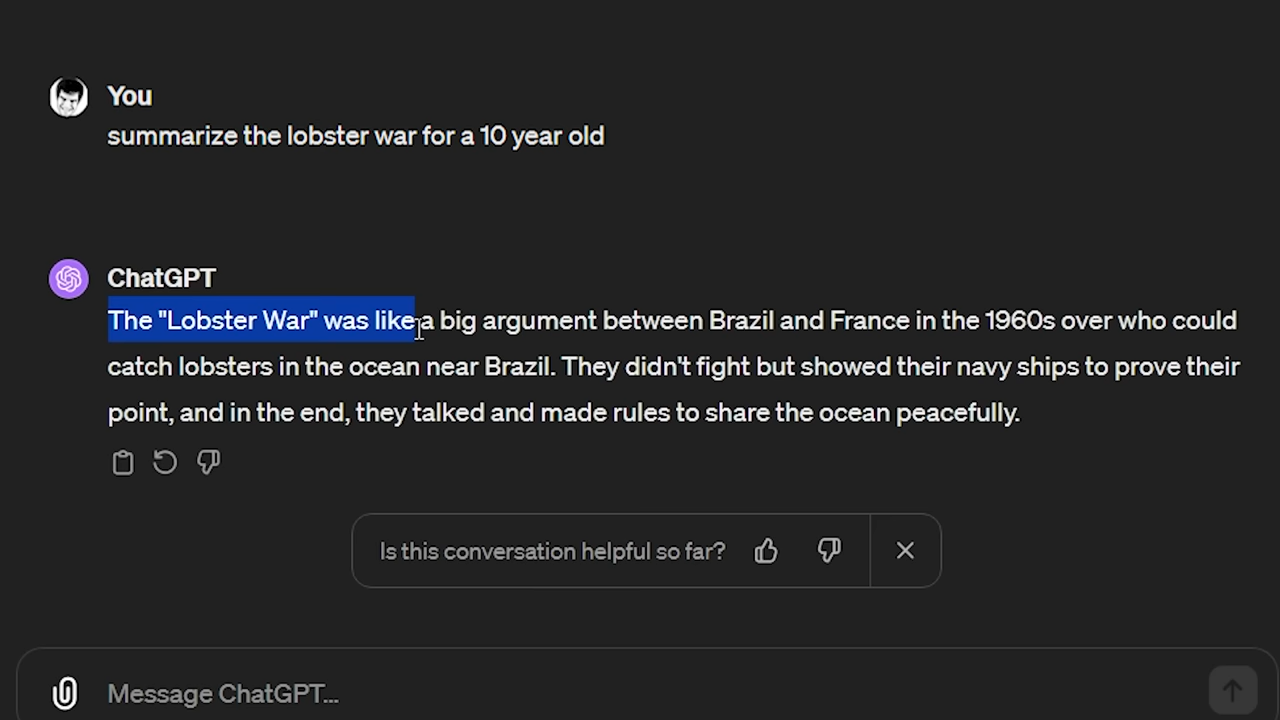 You
summarize the lobster war for a 10 year old
ChatGPT
The "Lobster War" was like a big argument between Brazil and France in the 1960s over who could
catch lobsters in the ocean near Brazil. They didn't fight but showed their navy ships to prove their
point, and in the end, they talked and made rules to share the ocean peacefully.
Is this conversation helpful so far?
Message ChatGPT...